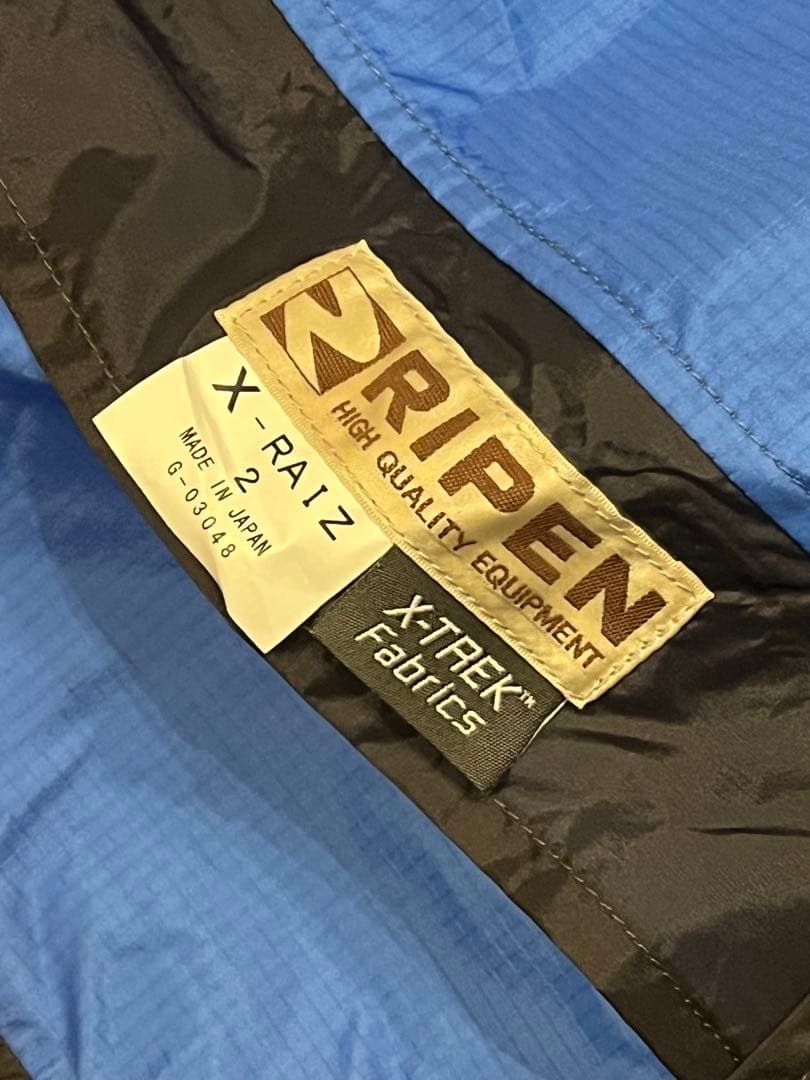 RIPEN
HIGH QUALITY EQUIPMENT
X-RAIZ
2
MADE IN JAPAN
G-03048
X-TREK™
Fabrics